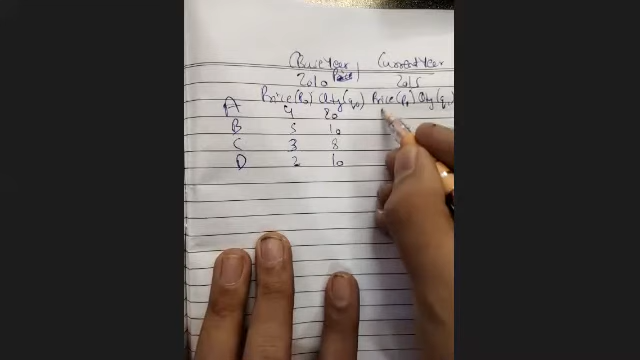 Base Year Current Year
2010 2015
Price (P₀) Qty (q₀) Price (P₁) Qty (q
A 4 20
B 5 10
C 3 8
D 2 10